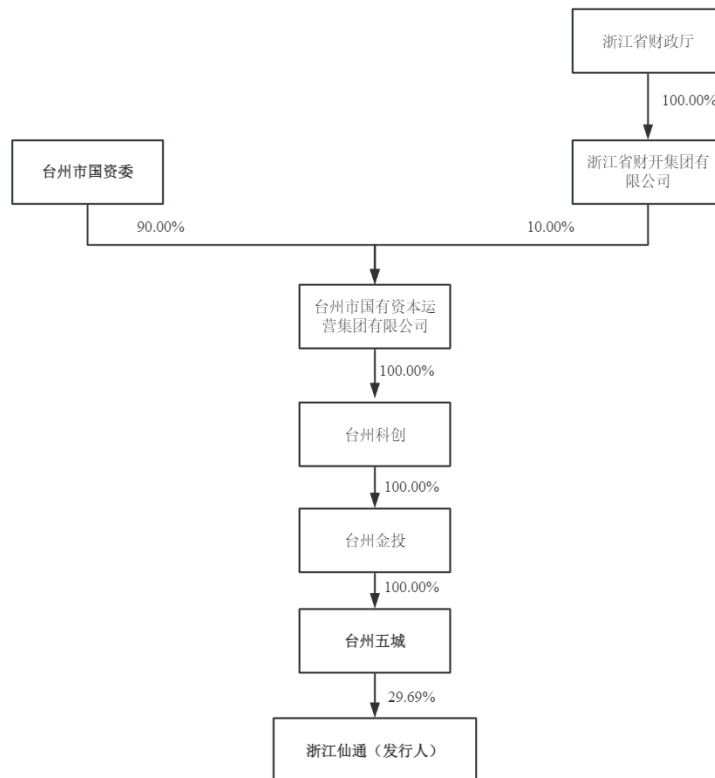 浙江省财政厅
100.00%
台州市国资委
浙江省财开集团有
限公司
90.00%
10.00%
台州市国有资本运
营集团有限公司
100.00%
台州科创
100.00%
台州金投
100.00%
台州五城
29.69%
浙江仙通（发行人）